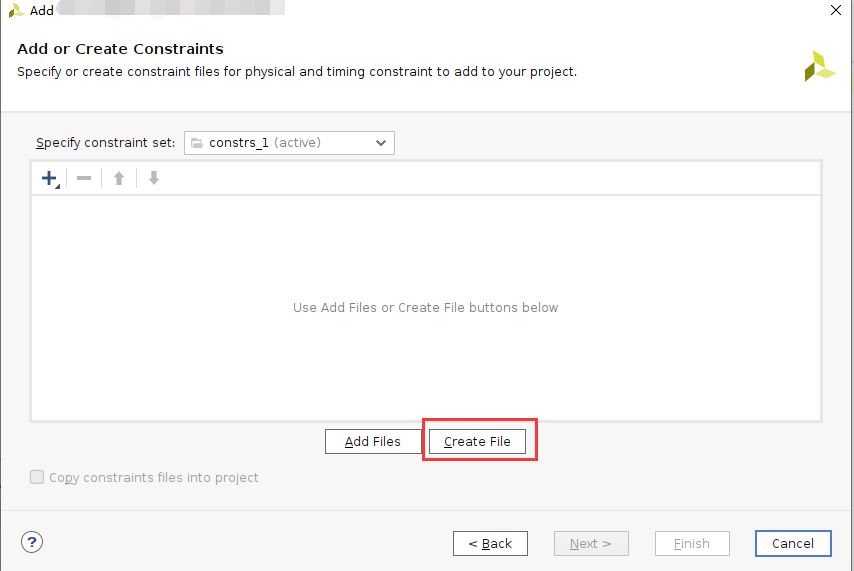 Add
Add or Create Constraints
Specify or create constraint files for physical and timing constraint to add to your project.
Specify constraint set: constrs_1 (active)
Use Add Files or Create File buttons below
Add Files Create File
Copy constraints files into project
? < Back Next > Finish Cancel